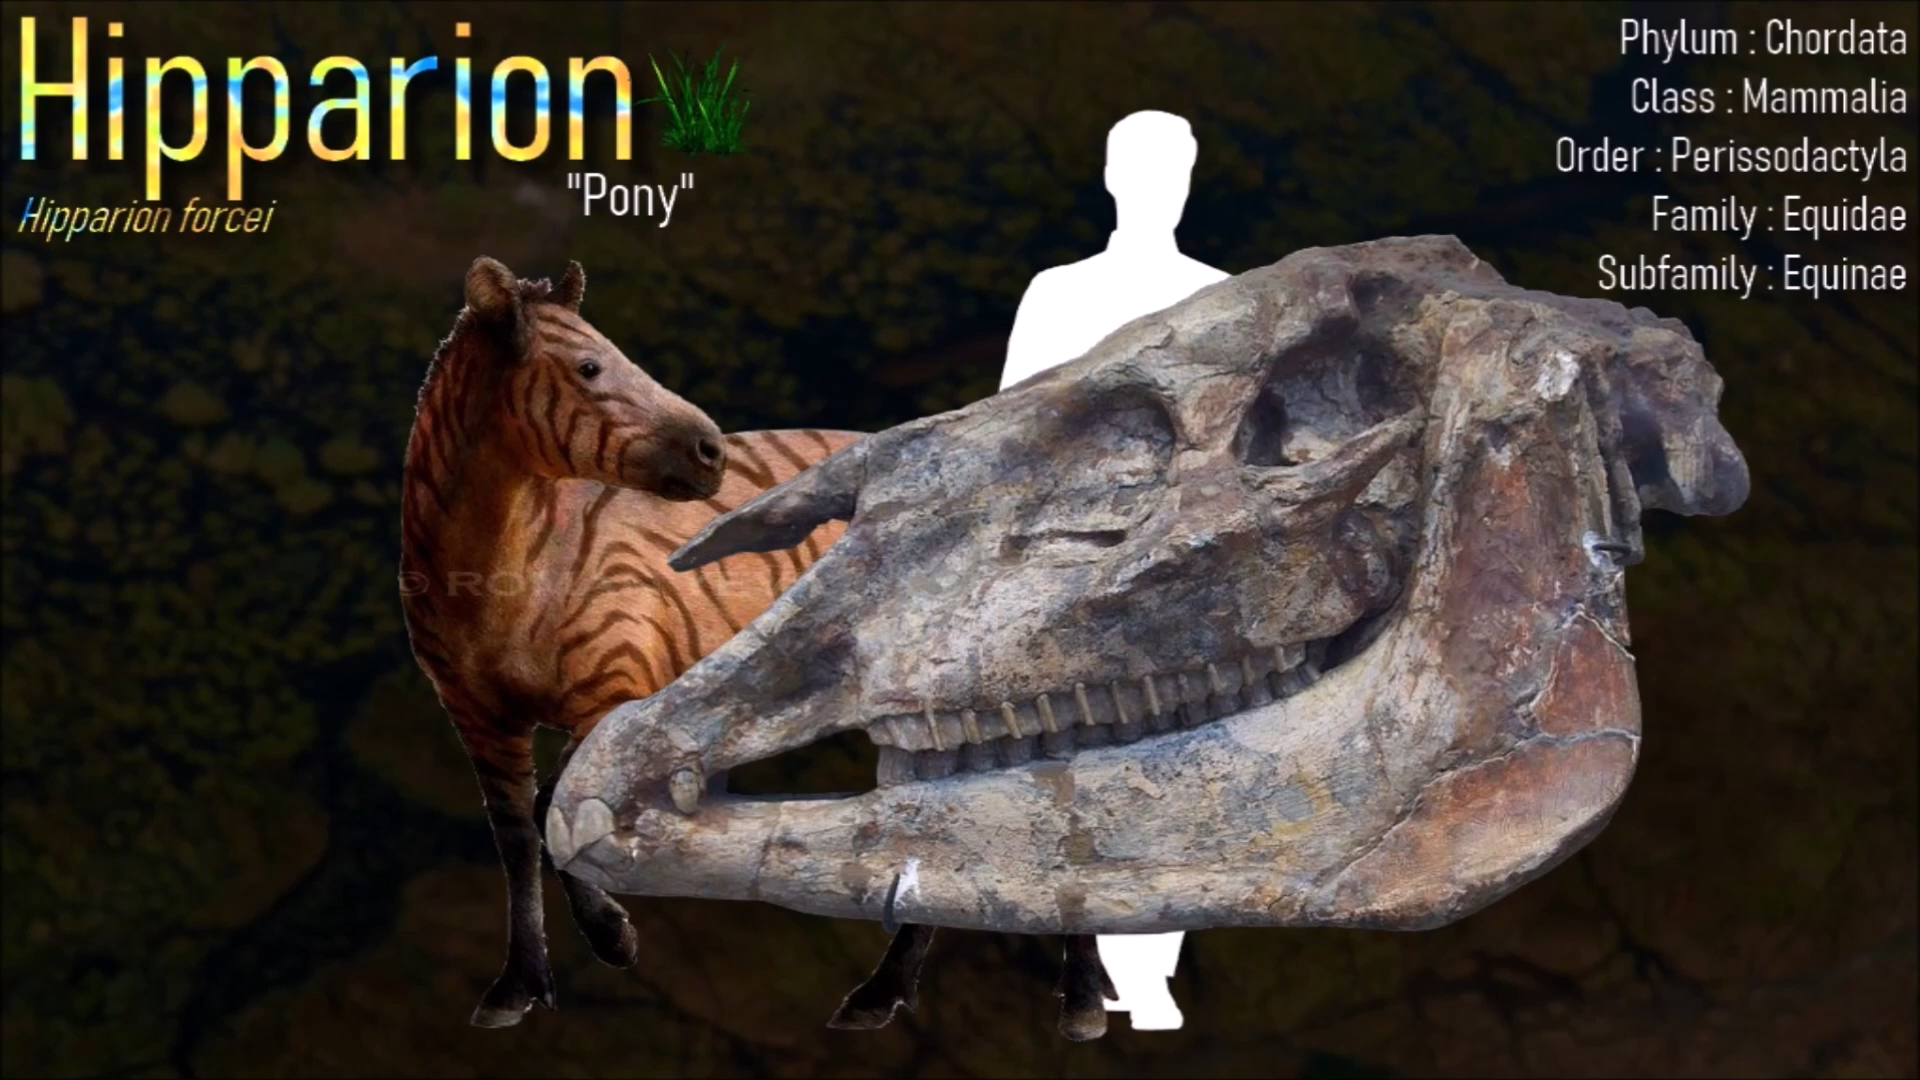 Hipparion
"Pony"
Hipparion forcei
Phylum : Chordata
Class : Mammalia
Order : Perissodactyla
Family : Equidae
Subfamily : Equinae